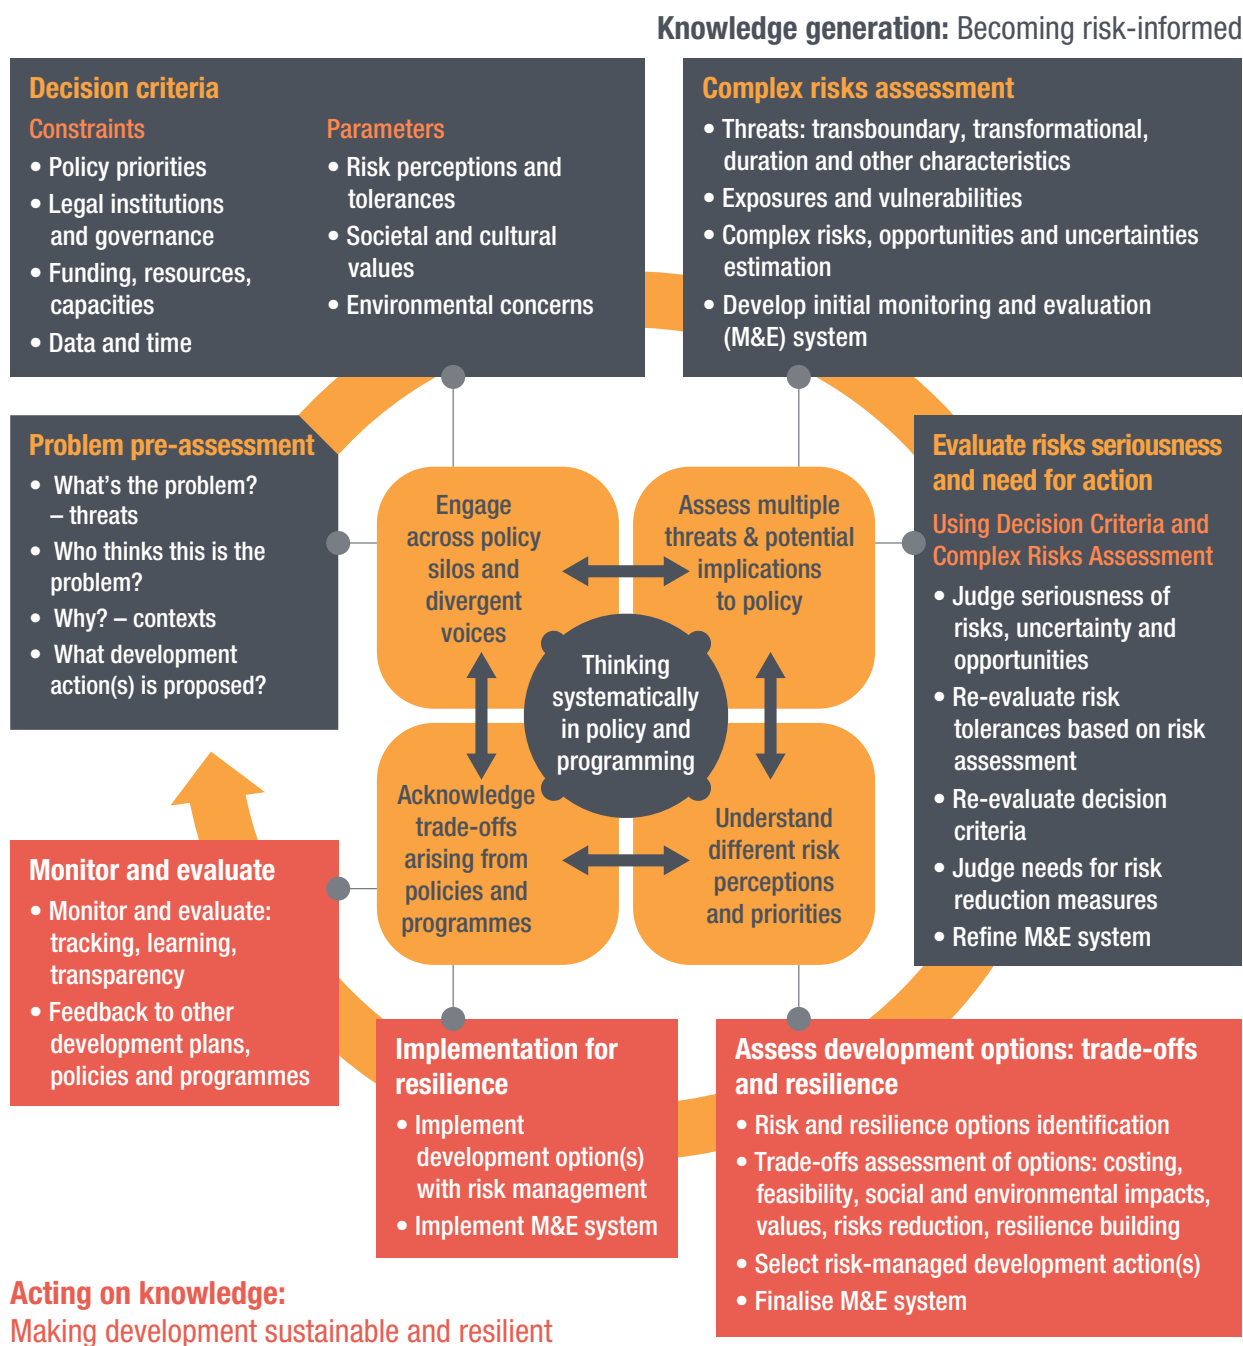 Knowledge generation: Becoming risk-informed
Decision criteria
Constraints
• Policy priorities
• Legal institutions
and governance
• Funding, resources,
capacities
• Data and time
Parameters
• Risk perceptions and
tolerances
• Societal and cultural
values
• Environmental concerns
Complex risks assessment
• Threats: transboundary, transformational,
duration and other characteristics
• Exposures and vulnerabilities
• Complex risks, opportunities and uncertainties
estimation
• Develop initial monitoring and evaluation
(M&E) system
Problem pre-assessment
• What's the problem?
– threats
• Who thinks this is the
problem?
• Why? – contexts
• What development
action(s) is proposed?
Engage
across policy
silos and
divergent
voices
Assess multiple
threats & potential
implications
to policy
Thinking
systematically
in policy and
programming
Acknowledge
trade-offs
arising from
policies and
programmes
Understand
different risk
perceptions
and priorities
Evaluate risks seriousness
and need for action
Using Decision Criteria and
Complex Risks Assessment
• Judge seriousness of
risks, uncertainty and
opportunities
• Re-evaluate risk
tolerances based on risk
assessment
• Re-evaluate decision
criteria
• Judge needs for risk
reduction measures
• Refine M&E system
Monitor and evaluate
• Monitor and evaluate:
tracking, learning,
transparency
• Feedback to other
development plans,
policies and programmes
Implementation for
resilience
• Implement
development option(s)
with risk management
• Implement M&E system
Assess development options: trade-offs
and resilience
• Risk and resilience options identification
• Trade-offs assessment of options: costing,
feasibility, social and environmental impacts,
values, risks reduction, resilience building
• Select risk-managed development action(s)
• Finalise M&E system
Acting on knowledge:
Making development sustainable and resilient